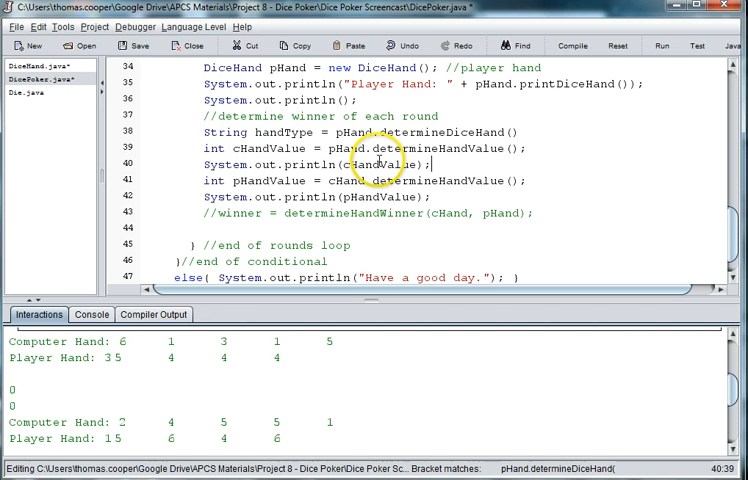 C:\Users\thomas.cooper\Google Drive\APCS Materials\Project 8 - Dice Poker\Dice Poker Screencast\DicePoker.java *
File Edit Tools Project Debugger Language Level Help
New Open Save Close Cut Copy Paste Undo Redo Find Compile Reset Run Test Java
DiceHand.java*
DicePoker.java*
Die.java
34 DiceHand pHand = new DiceHand(); //player hand
35 System.out.println("Player Hand: " + pHand.printDiceHand());
36 System.out.println();
37 //determine winner of each round
38 String handType = pHand.determineDiceHand()
39 int cHandValue = pHand.determineHandValue();
40 System.out.println(cHandValue);
41 int pHandValue = cHand.determineHandValue();
42 System.out.println(pHandValue);
43 //winner = determineHandWinner(cHand, pHand);
44
45 } //end of rounds loop
46 }//end of conditional
47 else{ System.out.println("Have a good day."); }
Interactions Console Compiler Output
Computer Hand: 6 1 3 1 5
Player Hand: 3 5 4 4 4
0
0
Computer Hand: 2 4 5 5 1
Player Hand: 1 5 6 4 6
Editing C:\Users\thomas.cooper\Google Drive\APCS Materials\Project 8 - Dice Poker\Dice Poker Sc... Bracket matches: pHand.determineDiceHand( 40:39